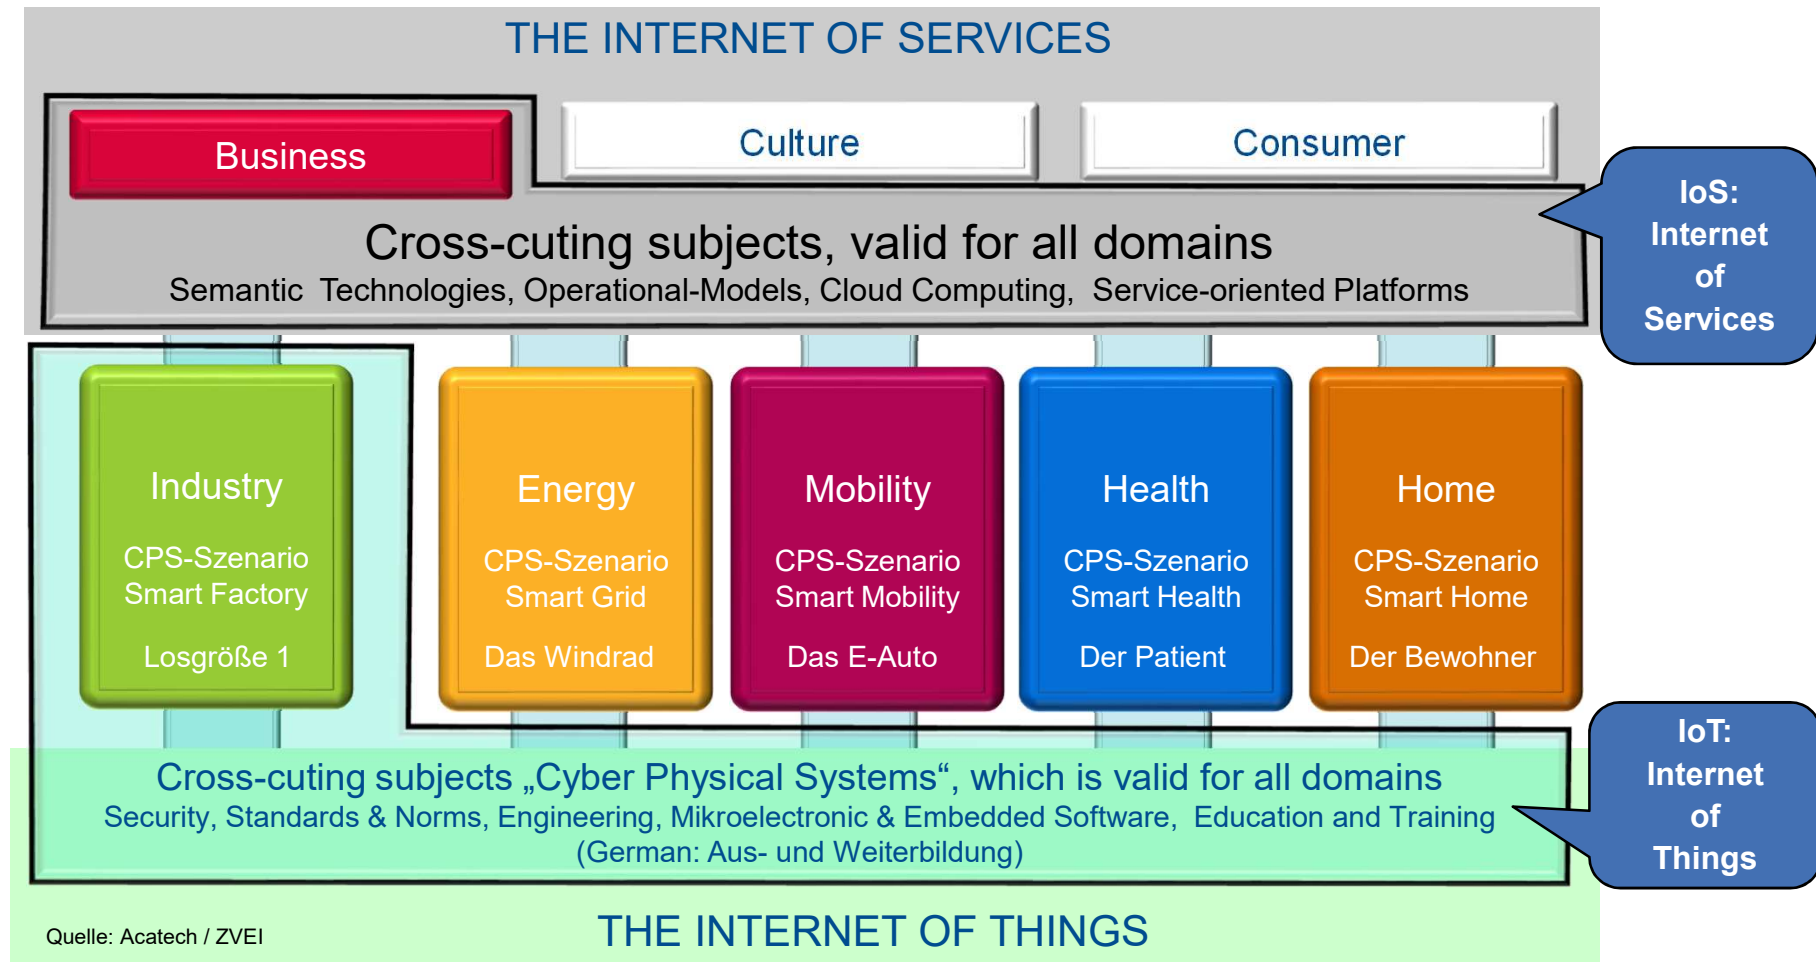 THE INTERNET OF SERVICES
Business
Culture
Consumer
Cross-cuting subjects, valid for all domains
Semantic Technologies, Operational-Models, Cloud Computing, Service-oriented Platforms
IoS:
Internet
of
Services
Industry
CPS-Szenario
Smart Factory
Losgröße 1
Energy
CPS-Szenario
Smart Grid
Das Windrad
Mobility
CPS-Szenario
Smart Mobility
Das E-Auto
Health
CPS-Szenario
Smart Health
Der Patient
Home
CPS-Szenario
Smart Home
Der Bewohner
Cross-cuting subjects „Cyber Physical Systems“, which is valid for all domains
Security, Standards & Norms, Engineering, Mikroelectronic & Embedded Software, Education and Training
(German: Aus- und Weiterbildung)
IoT:
Internet
of
Things
Quelle: Acatech / ZVEI
THE INTERNET OF THINGS